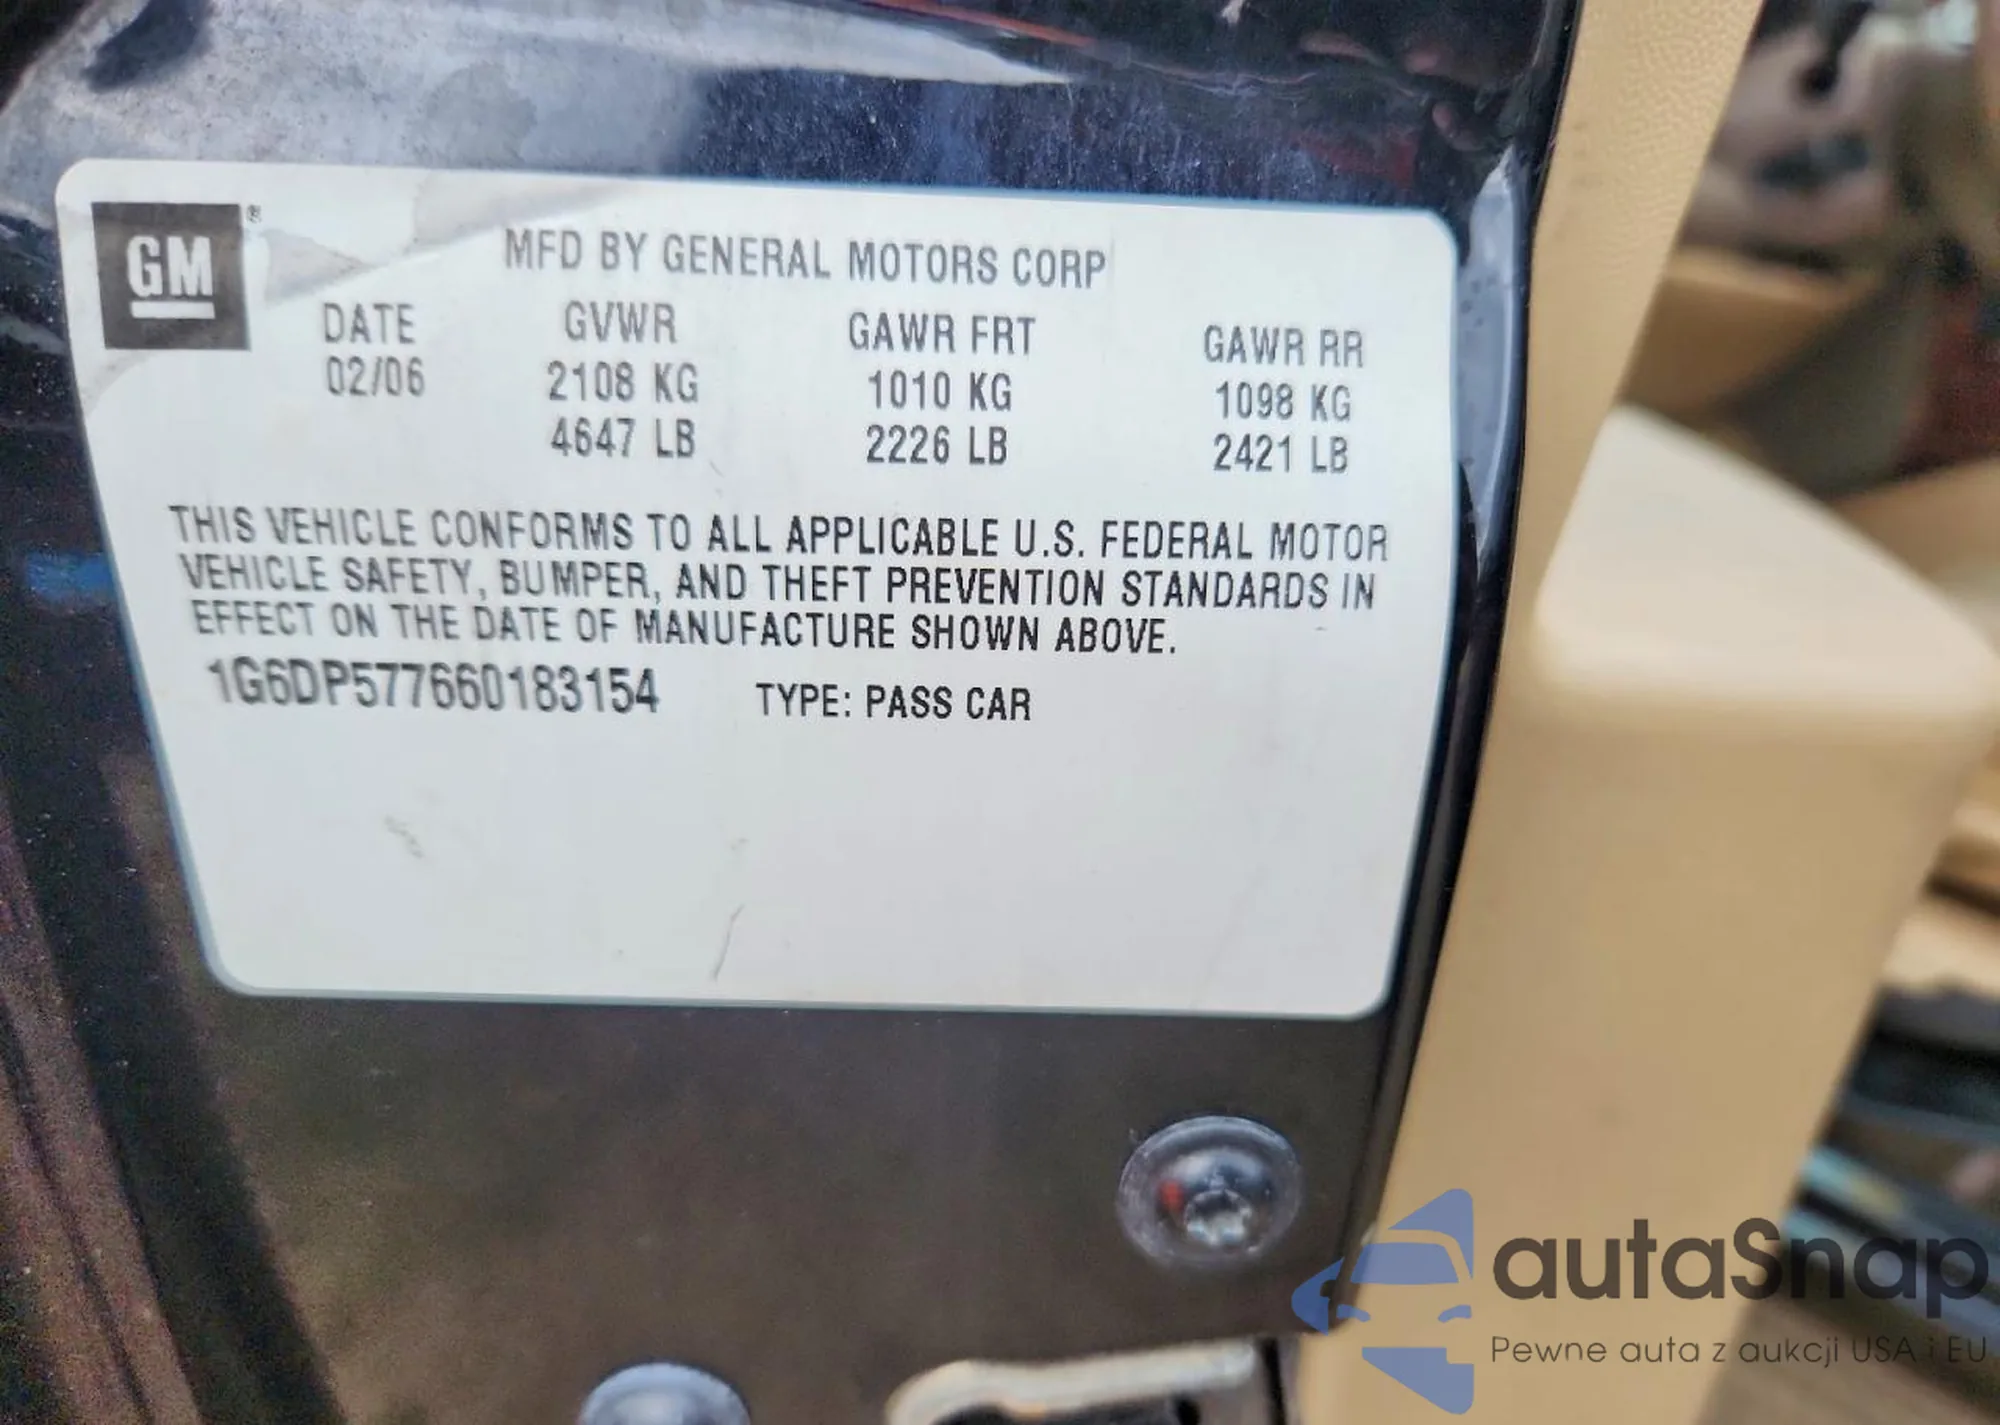 GM ®
MFD BY GENERAL MOTORS CORP
DATE GVWR GAWR FRT GAWR RR
02/06 2108 KG 1010 KG 1098 KG
4647 LB 2226 LB 2421 LB
THIS VEHICLE CONFORMS TO ALL APPLICABLE U.S. FEDERAL MOTOR
VEHICLE SAFETY, BUMPER, AND THEFT PREVENTION STANDARDS IN
EFFECT ON THE DATE OF MANUFACTURE SHOWN ABOVE.
1G6DP577660183154 TYPE: PASS CAR
autaSnap
Pewne auta z aukcji USA i EU